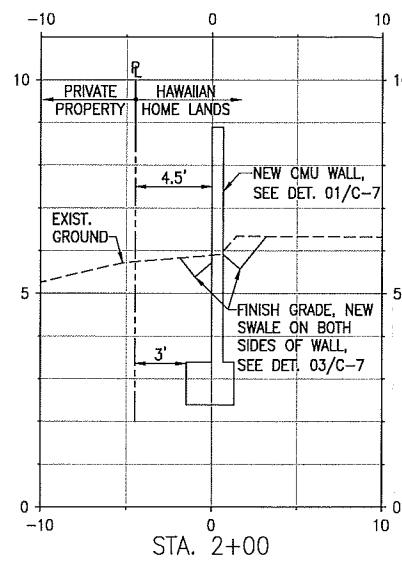 -10 0 10
10 10
PL
PRIVATE HAWAIIAN
PROPERTY HOME LANDS
4.5'
NEW CMU WALL,
SEE DET. 01/C-7
EXIST.
GROUND
5 5
FINISH GRADE, NEW
SWALE ON BOTH
SIDES OF WALL,
SEE DET. 03/C-7
3'
0 0
-10 0 10
STA. 2+00